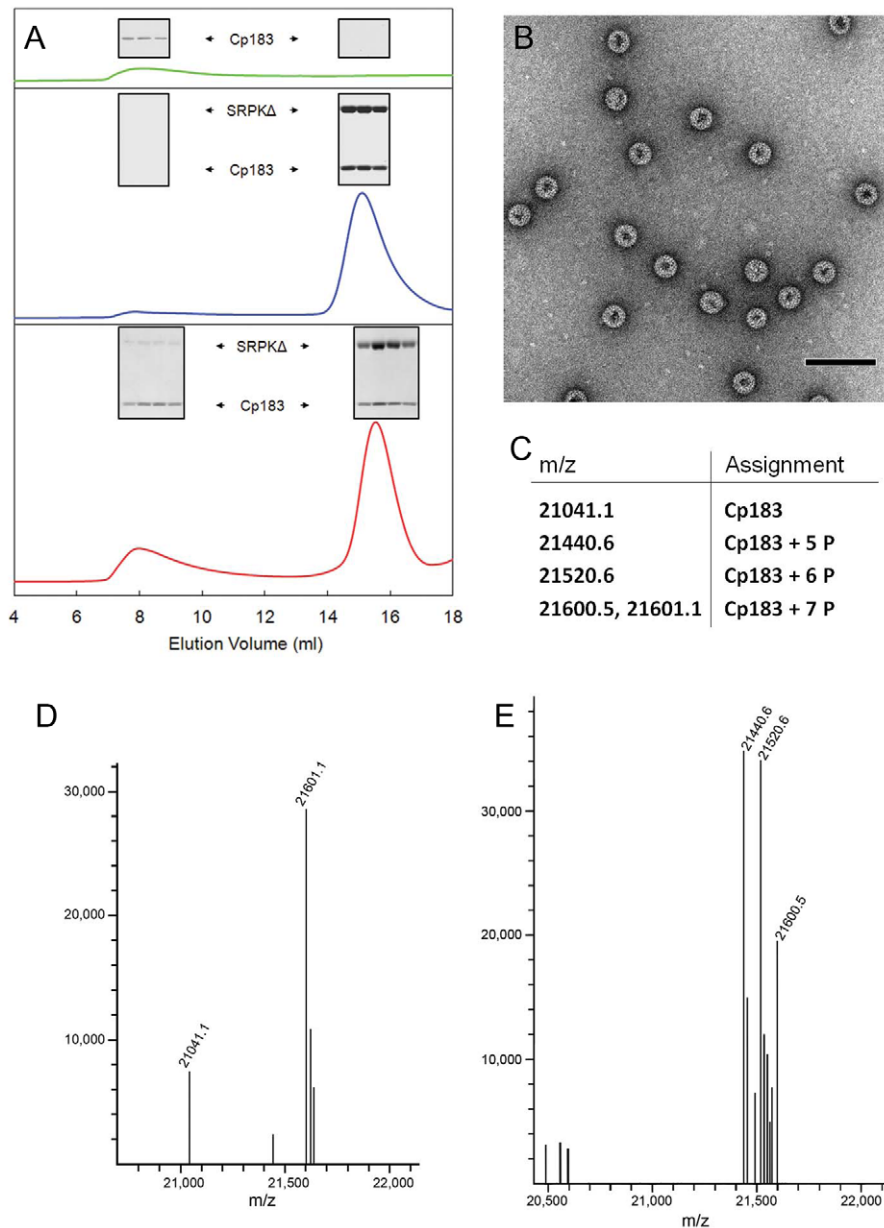 A
Cp183
SRPKΔ
Cp183
SRPKΔ
Cp183
4 6 8 10 12 14 16 18
Elution Volume (ml)
B
C
m/z Assignment
21041.1 Cp183
21440.6 Cp183 + 5 P
21520.6 Cp183 + 6 P
21600.5, 21601.1 Cp183 + 7 P
D
30,000
20,000
10,000
21041.1
21601.1
21,000 21,500 22,000
m/z
E
30,000
20,000
10,000
21440.6
21520.6
21600.5
20,500 21,000 21,500 22,000
m/z